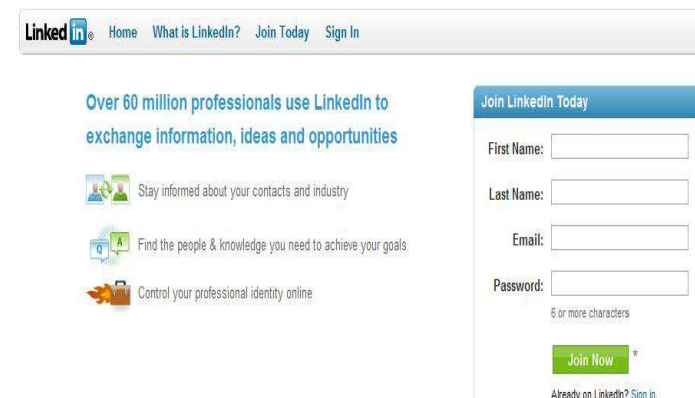 Linked in ® Home What is LinkedIn? Join Today Sign In
Over 60 million professionals use LinkedIn to
exchange information, ideas and opportunities
Stay informed about your contacts and industry
Q A
Find the people & knowledge you need to achieve your goals
Control your professional identity online
Join LinkedIn Today
First Name:
Last Name:
Email:
Password:
6 or more characters
Join Now *
Already on LinkedIn? Sign in.